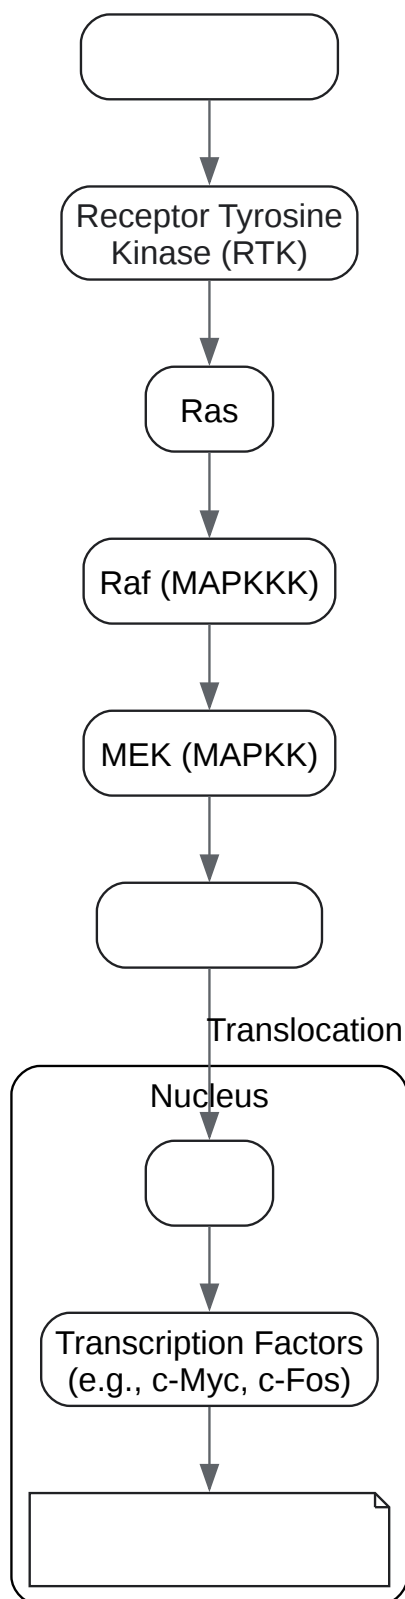 Receptor Tyrosine
Kinase (RTK)
Ras
Raf (MAPKKK)
MEK (MAPKK)
Translocation
Nucleus
Transcription Factors
(e.g., c-Myc, c-Fos)